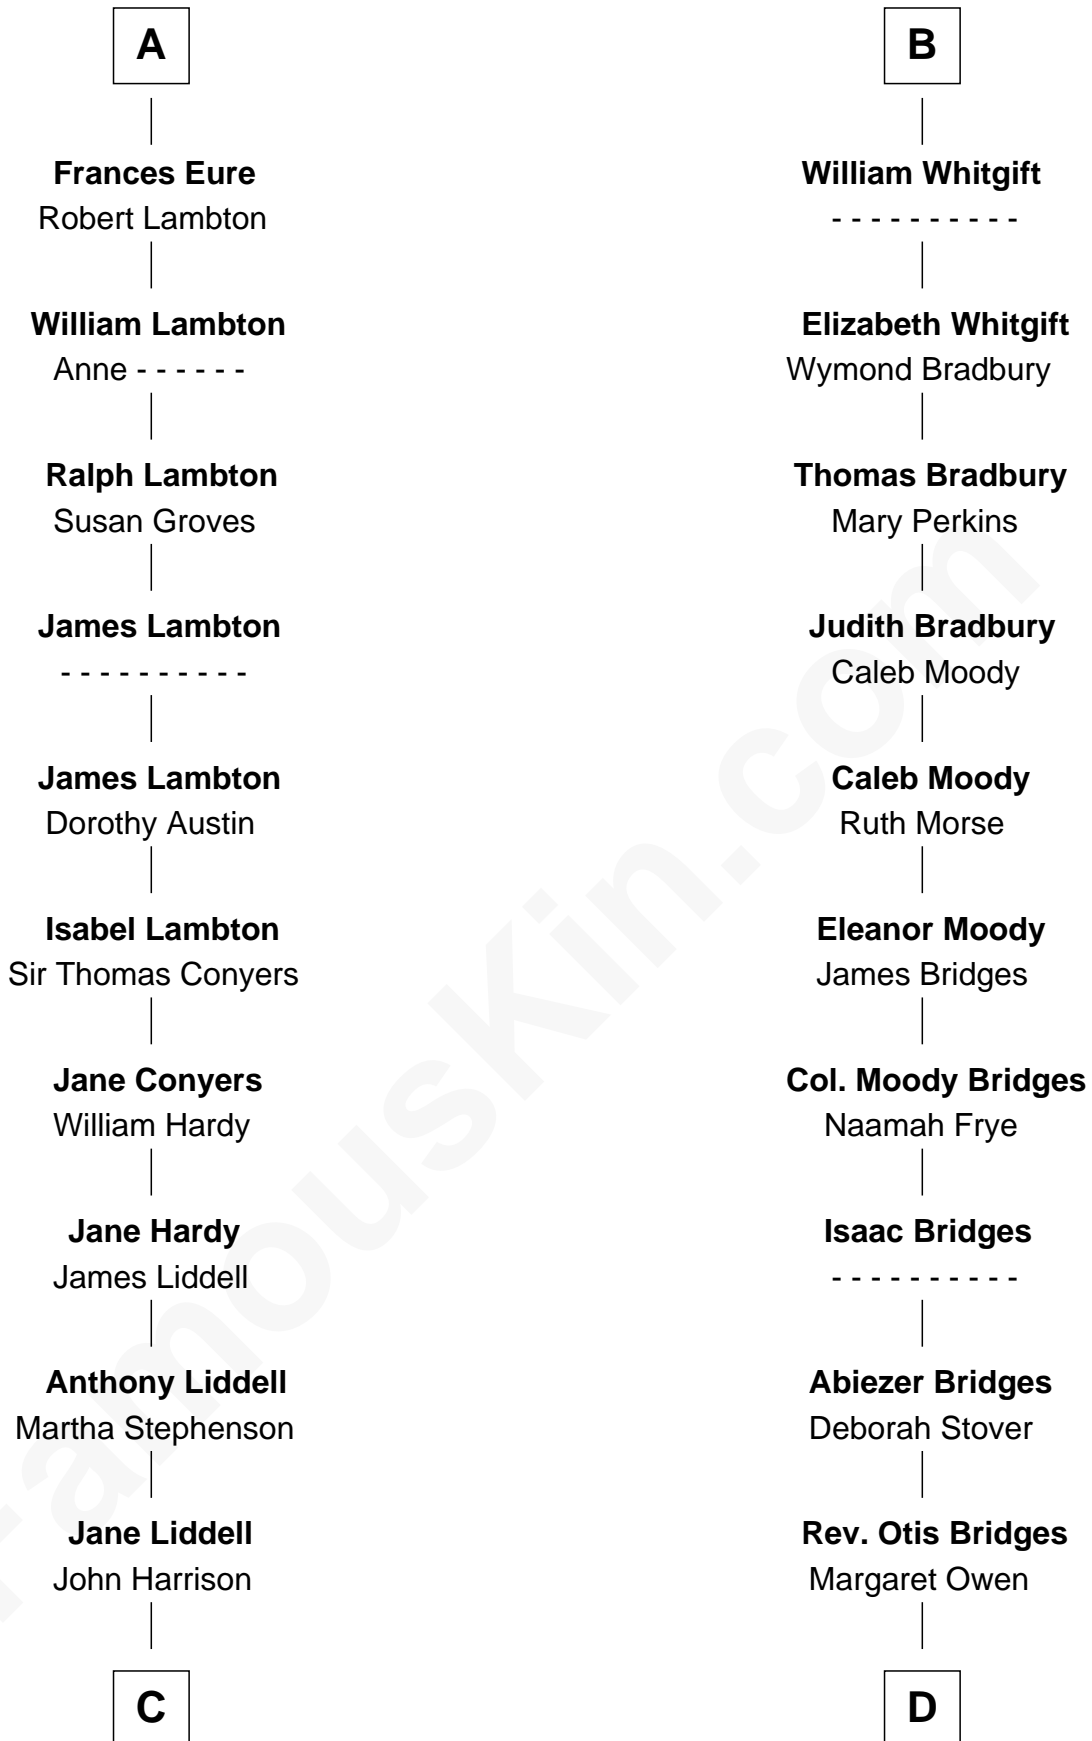 A
Frances Eure
Robert Lambton
William Lambton
Anne - - - - - -
Ralph Lambton
Susan Groves
James Lambton
- - - - - - - - - -
James Lambton
Dorothy Austin
Isabel Lambton
Sir Thomas Conyers
Jane Conyers
William Hardy
Jane Hardy
James Liddell
Anthony Liddell
Martha Stephenson
Jane Liddell
John Harrison
C
B
William Whitgift
- - - - - - - - - -
Elizabeth Whitgift
Wymond Bradbury
Thomas Bradbury
Mary Perkins
Judith Bradbury
Caleb Moody
Caleb Moody
Ruth Morse
Eleanor Moody
James Bridges
Col. Moody Bridges
Naamah Frye
Isaac Bridges
- - - - - - - - - -
Abiezer Bridges
Deborah Stover
Rev. Otis Bridges
Margaret Owen
D
FamousKin.com